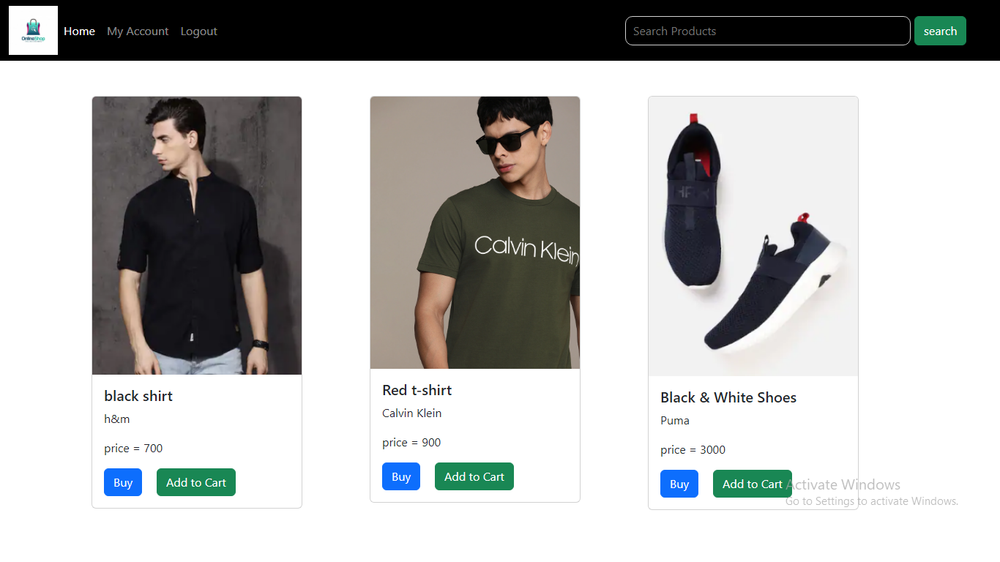 OnlineShop
Home My Account Logout
Search Products
search
Calvin Klein
black shirt
h&m
price = 700
Buy Add to Cart
Red t-shirt
Calvin Klein
price = 900
Buy Add to Cart
Black & White Shoes
Puma
price = 3000
Buy Add to Cart
Activate Windows
Go to Settings to activate Windows.